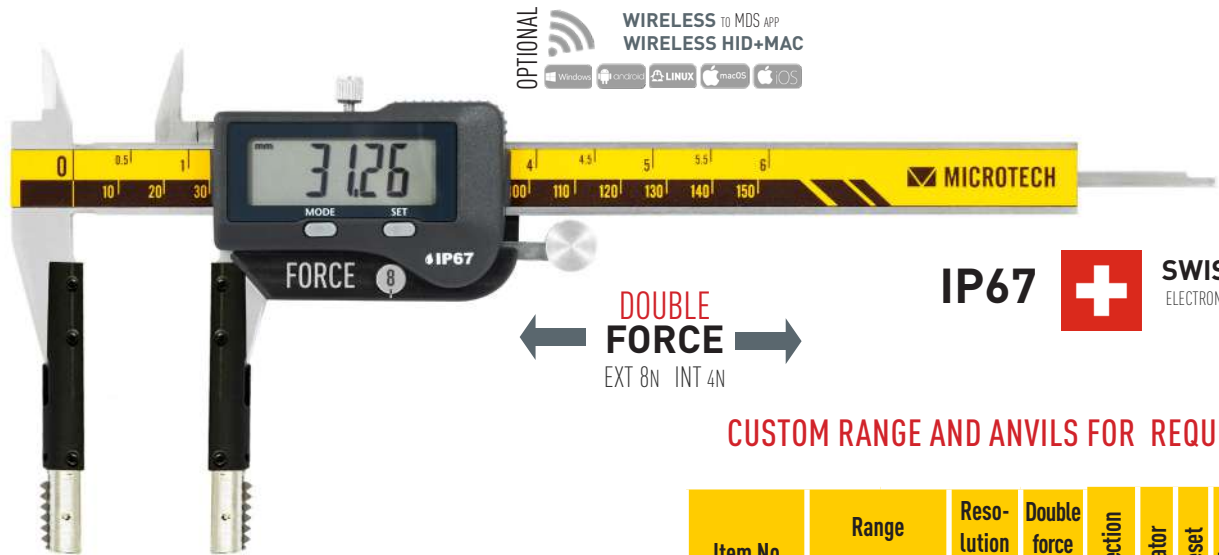 OPTIONAL
WIRELESS TO MDS APP
WIRELESS HID+MAC
Windows android LINUX macOS iOS
0 0.5 1 4 4.5 5 5.5 6
10 20 30 100 110 120 130 140 150
MICROTECH
mm
31.26
MODE SET
IP67
FORCE 8
DOUBLE
FORCE
EXT 8N INT 4N
IP67
CUSTOM RANGE AND ANVILS FOR
Item No
Range
Reso-
lution
Double
force